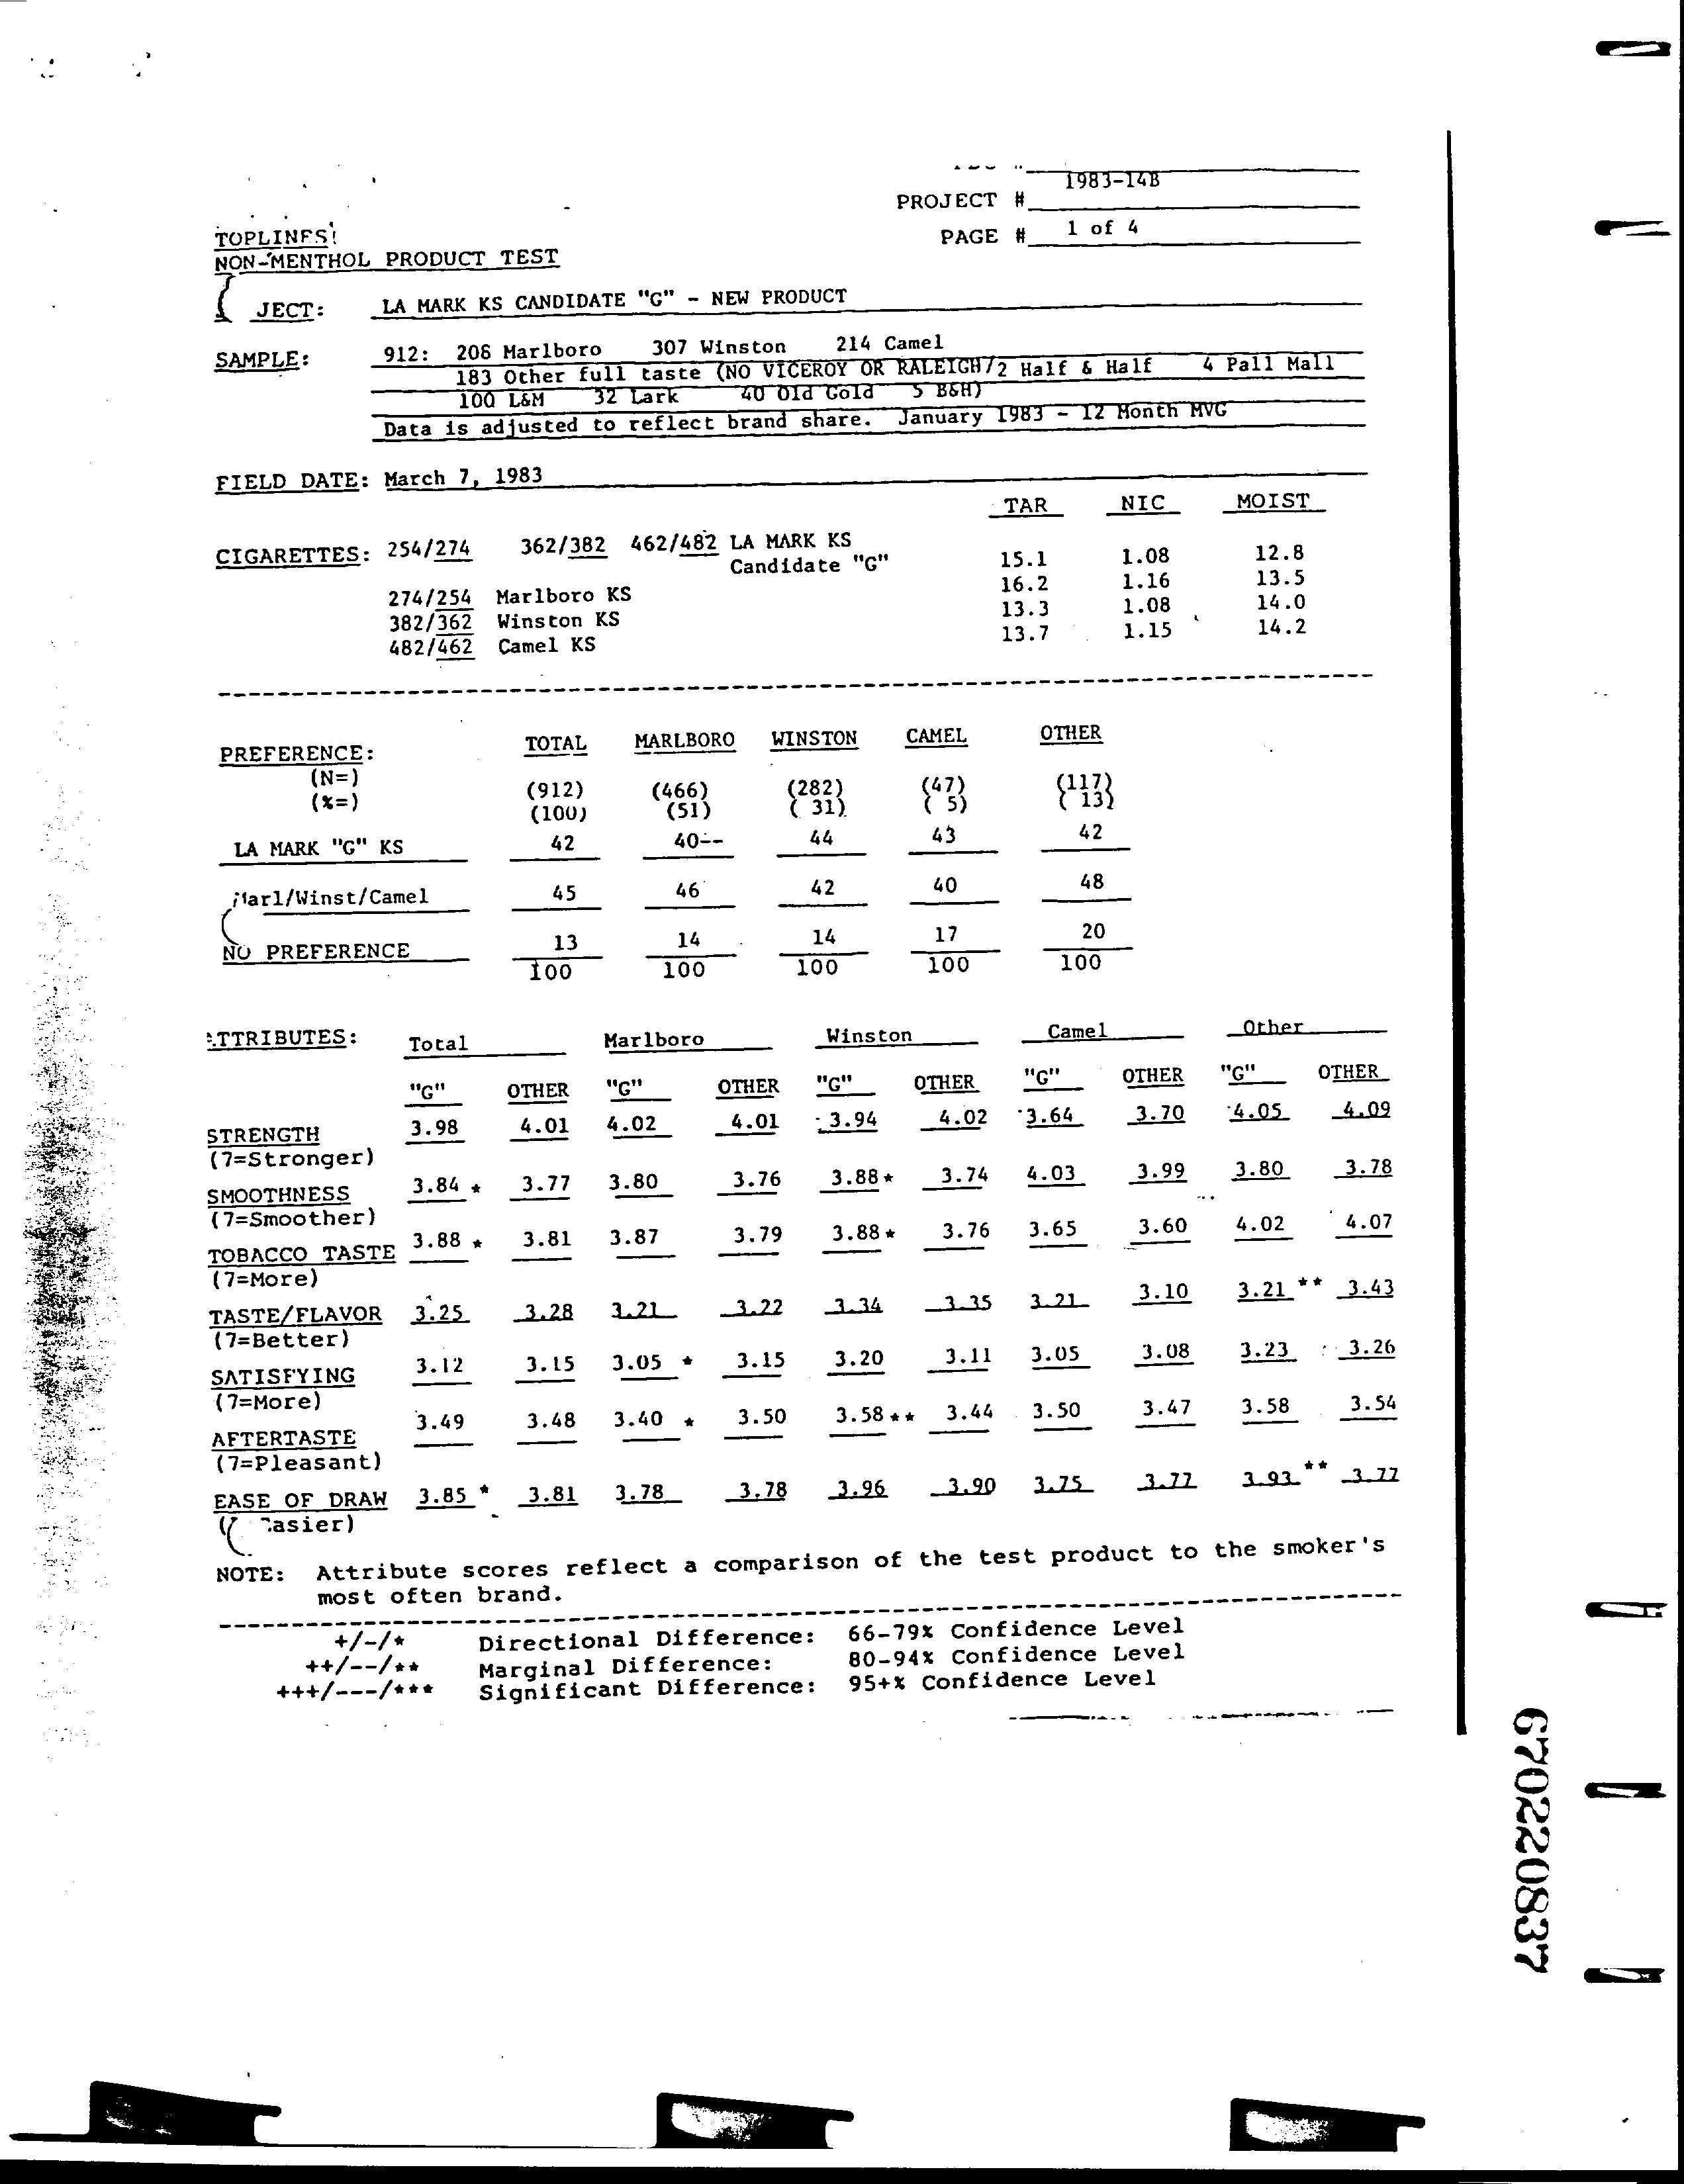 1983-14B
PROJECT #
PAGE # 1 of 4
TOPLINES
NON-MENTHOL PRODUCT TEST
JECT: LA MARK KS CANDIDATE "G" - NEW PRODUCT
SAMPLE: 912: 208 Marlboro 307 Winston 214 Camel
183 Other full taste (NO VICEROY OR RALEIGH/2 Half & Half 4 Pall Mall
100 L&M 32 Lark 40 Old Gold 5 B&H)
Data is adjusted to reflect brand share. January 1983 - 12 Month MVG
FIELD DATE: March 7, 1983
TAR NIC MOIST
CIGARETTES: 254/274 362/382 462/482 LA MARK KS
Candidate "G" 15.1 1.08 12.8
274/254 Marlboro KS 16.2 1.16 13.5
382/362 Winston KS 13.3 1.08 14.0
482/462 Camel KS 13.7 1.15 14.2
PREFERENCE: TOTAL MARLBORO WINSTON CAMEL OTHER
(N=) (912) (466) (282) (47) (117)
(%=) (100) (51) ( 31) ( 5) ( 13)
LA MARK "G" KS 42 40-- 44 43 42
Marl/Winst/Camel 45 46 42 40 48
NO PREFERENCE 13 14 14 17 20
100 100 100 100 100
ATTRIBUTES: Total Marlboro Winston Camel Other
"G" OTHER "G" OTHER "G" OTHER "G" OTHER "G" OTHER
STRENGTH 3.98 4.01 4.02 4.01 3.94 4.02 3.64 3.70 4.05 4.09
(7=Stronger)
SMOOTHNESS 3.84 * 3.77 3.80 3.76 3.88* 3.74 4.03 3.99 3.80 3.78
(7=Smoother)
TOBACCO TASTE 3.88 * 3.81 3.87 3.79 3.88* 3.76 3.65 3.60 4.02 4.07
(7=More)
TASTE/FLAVOR 3.25 3.28 3.21 3.22 3.34 3.35 3.21 3.10 3.21 ** 3.43
(7=Better)
SATISFYING 3.12 3.15 3.05 * 3.15 3.20 3.11 3.05 3.08 3.23 3.26
(7=More)
AFTERTASTE 3.49 3.48 3.40 * 3.50 3.58** 3.44 3.50 3.47 3.58 3.54
(7=Pleasant)
EASE OF DRAW 3.85 * 3.81 3.78 3.78 3.96 3.90 3.75 3.77 3.93 ** 3.77
asier)
NOTE: Attribute scores reflect a comparison of the test product to the smoker's
most often brand.
+/-/* Directional Difference: 66-79% Confidence Level
++/--/** Marginal Difference: 80-94% Confidence Level
+++/---/*** Significant Difference: 95+% Confidence Level
670220837